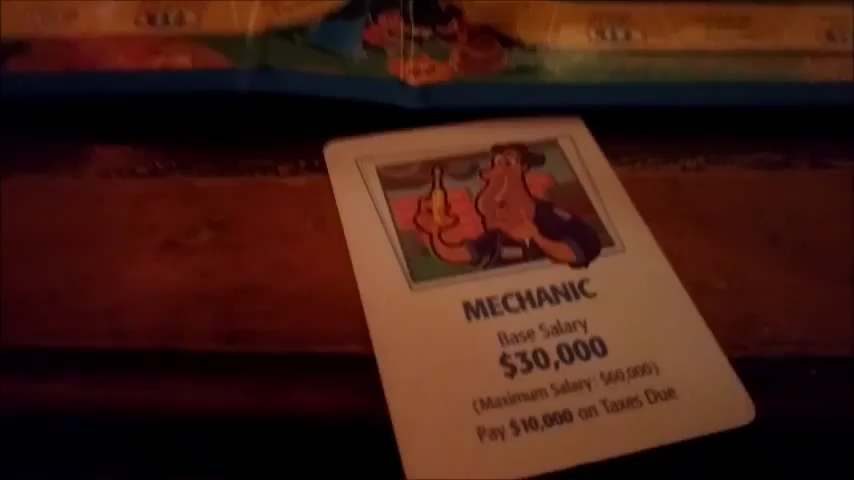 MECHANIC
Base Salary
$30,000
(Maximum Salary: $60,000)
Pay $10,000 on Taxes Due